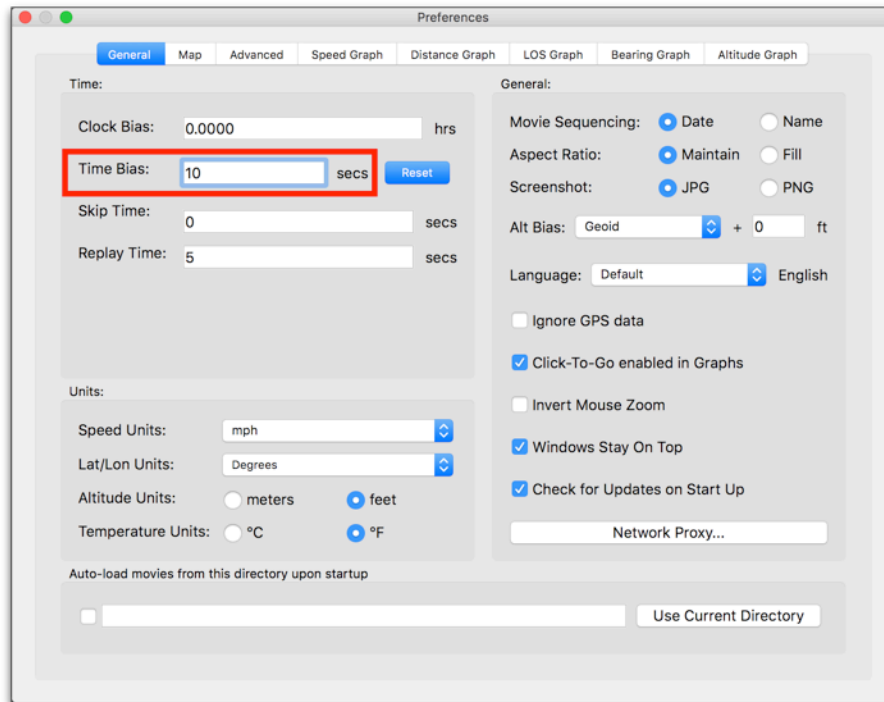 Preferences
General Map Advanced Speed Graph Distance Graph LOS Graph Bearing Graph Altitude Graph
Time:
Clock Bias: 0.0000 hrs
Time Bias: 10 secs Reset
Skip Time: 0 secs
Replay Time: 5 secs
Units:
Speed Units: mph
Lat/Lon Units: Degrees
Altitude Units: meters feet
Temperature Units: °C °F
General:
Movie Sequencing: Date Name
Aspect Ratio: Maintain Fill
Screenshot: JPG PNG
Alt Bias: Geoid + 0 ft
Language: Default English
Ignore GPS data
Click-To-Go enabled in Graphs
Invert Mouse Zoom
Windows Stay On Top
Check for Updates on Start Up
Network Proxy...
Auto-load movies from this directory upon startup
Use Current Directory